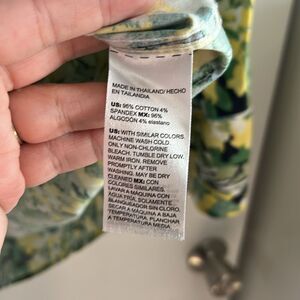 MADE IN THAILAND/ HECHO
EN TAILANDIA
US: 96% COTTON 4%
SPANDEX MX: 96%
ALGODÓN 4% elastano
US: WITH SIMILAR COLORS.
MACHINE WASH COLD.
ONLY NON-CHLORINE
BLEACH. TUMBLE DRY LOW.
WARM IRON. REMOVE
PROMPTLY AFTER
WASHING. MAY BE DRY
CLEANED MX: CON
COLORES SIMILARES.
LAVAR A MAQUINA CON
AGUA TIGIA. SOLAMENTE
BLANQUEADOR SIN CLORO.
SECAR A MAQUINA A BAJA
TEMPERATURA. PLANCHAR
A TEMPERATURA MEDIA.